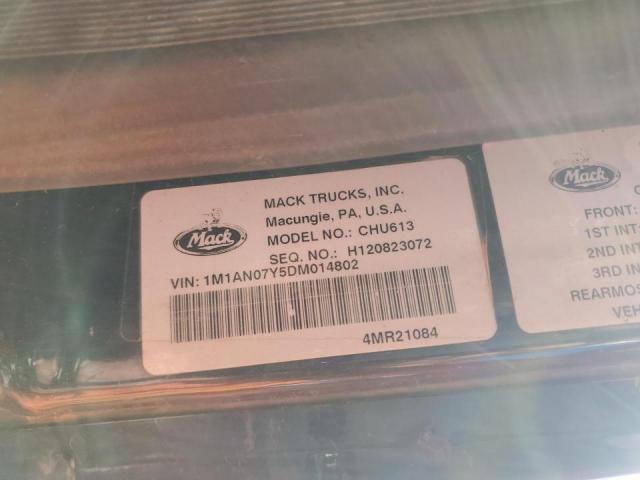 Mack
MACK TRUCKS, INC.
Macungie, PA, U.S.A.
MODEL NO.: CHU613
SEQ. NO.: H120823072
VIN: 1M1AN07Y5DM014802
4MR21084
Mack
FRONT:
1ST INT:
2ND INT
3RD IN
REARMOS
VEH